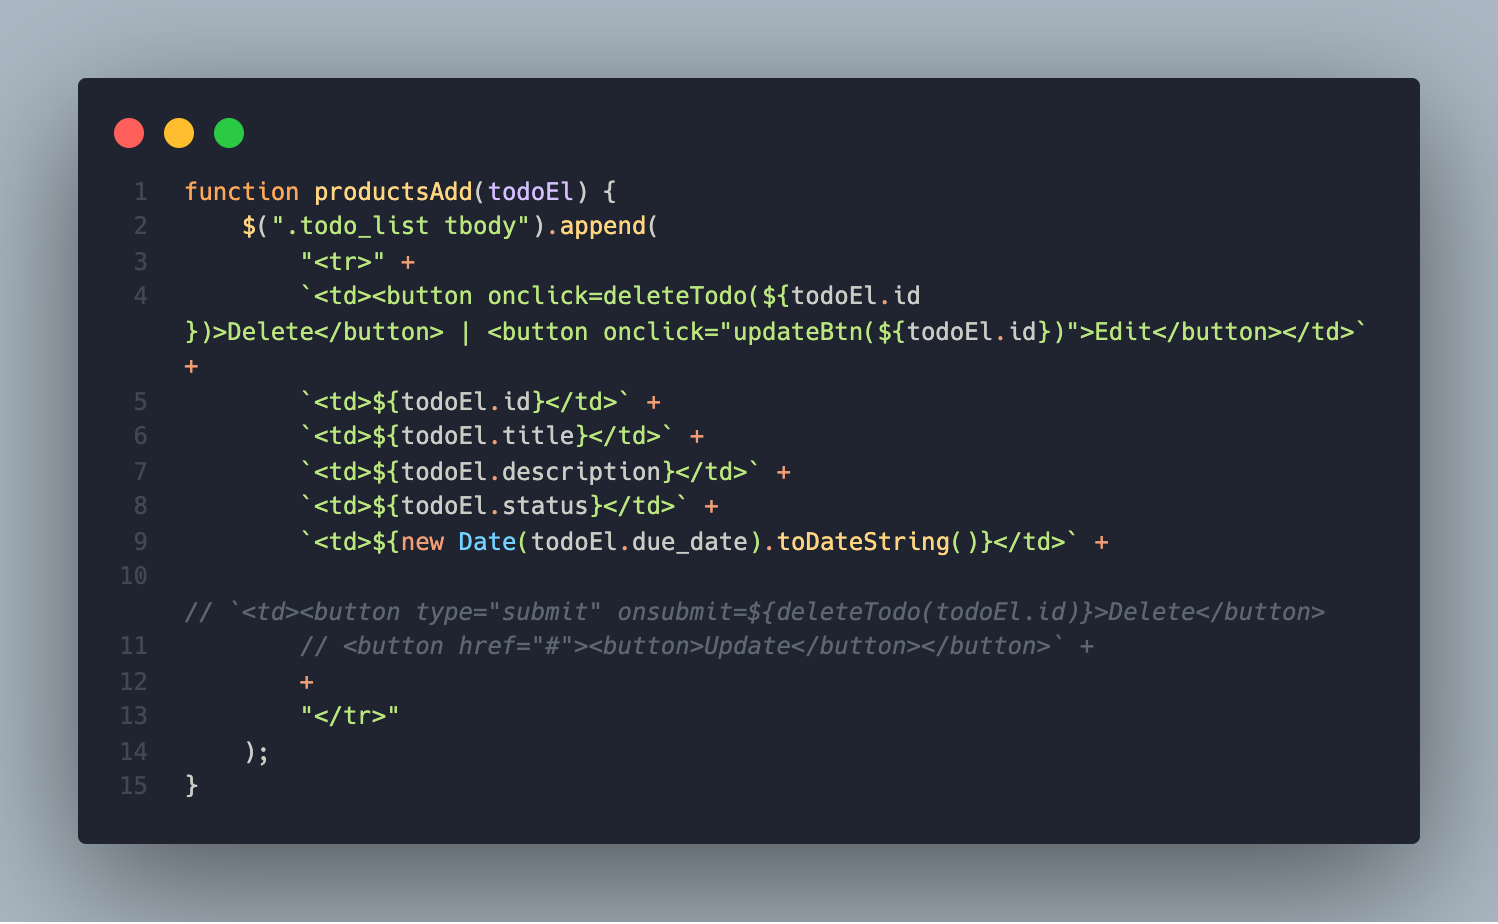 1 function productsAdd(todoEl) {
2 $(".todo_list tbody").append(
3 "<tr>" +
4 `<td><button onclick=deleteTodo(${todoEl.id
})>Delete</button> | <button onclick="updateBtn(${todoEl.id})">Edit</button></td>`
+
5 `<td>${todoEl.id}</td>` +
6 `<td>${todoEl.title}</td>` +
7 `<td>${todoEl.description}</td>` +
8 `<td>${todoEl.status}</td>` +
9 `<td>${new Date(todoEl.due_date).toDateString()}</td>` +
10
// `<td><button type="submit" onsubmit=${deleteTodo(todoEl.id)}>Delete</button>
11 // <button href="#"><button>Update</button></button>` +
12 +
13 "</tr>"
14 );
15 }